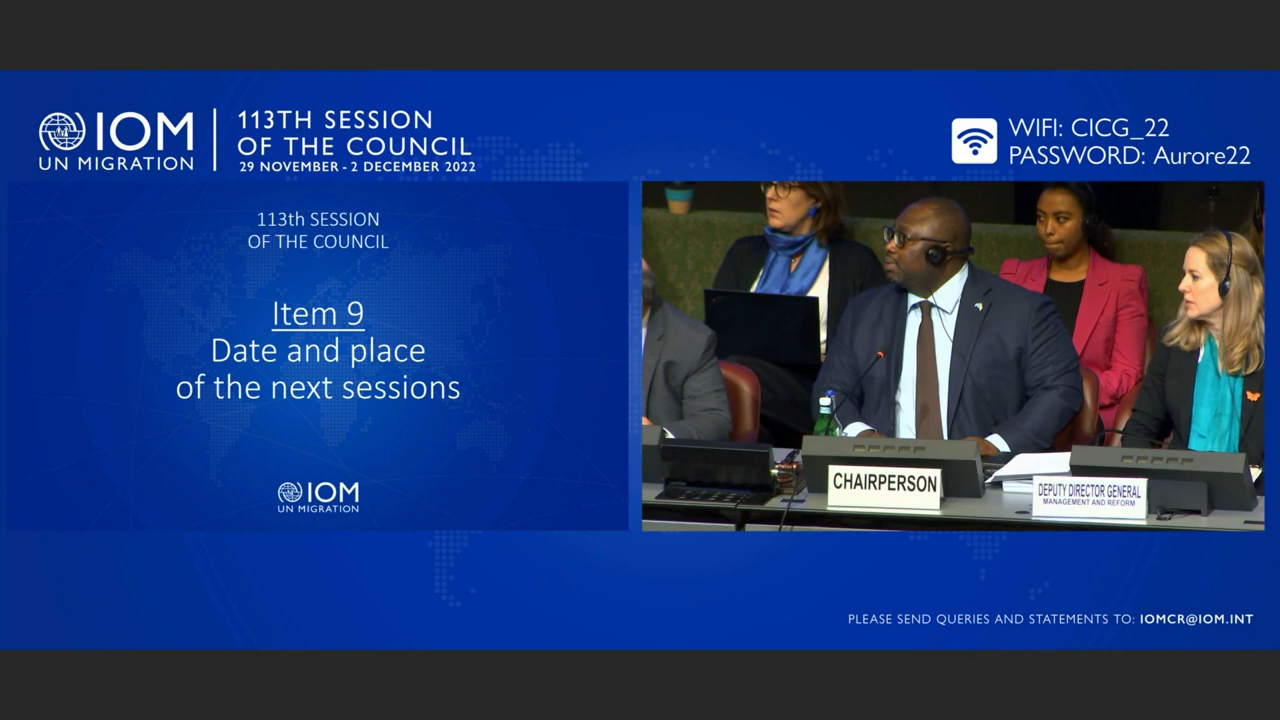 IOM
UN MIGRATION
113TH SESSION
OF THE COUNCIL
29 NOVEMBER - 2 DECEMBER 2022
WIFI: CICG_22
PASSWORD: Aurore22
113th SESSION
OF THE COUNCIL
Item 9
Date and place
of the next sessions
IOM
UN MIGRATION
CHAIRPERSON
DEPUTY DIRECTOR GENERAL
MANAGEMENT AND REFORM
PLEASE SEND QUERIES AND STATEMENTS TO: IOMCR@IOM.INT